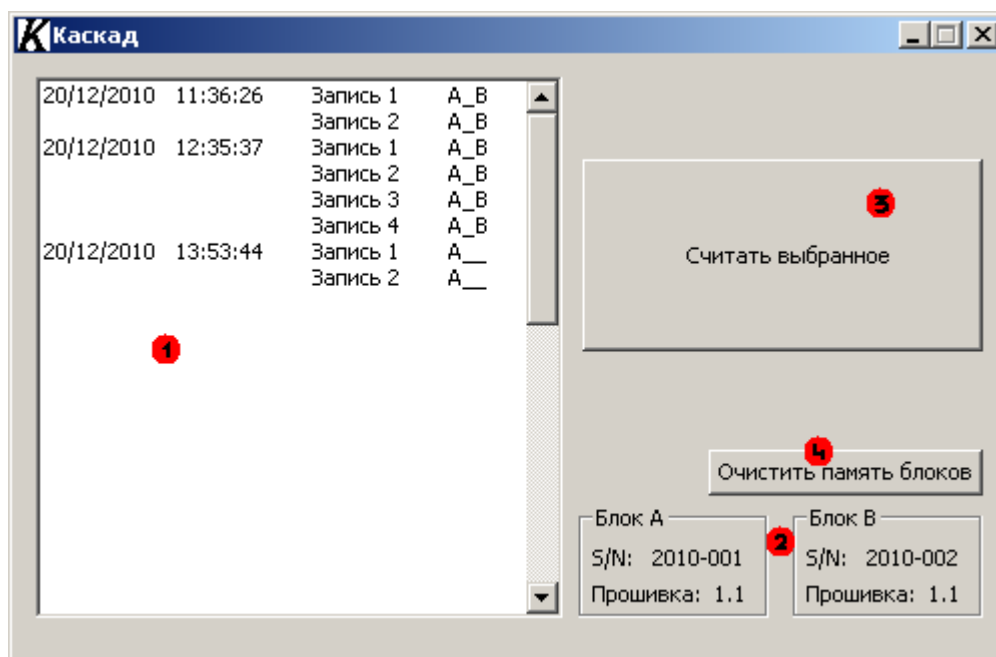 Каскад
20/12/2010 11:36:26 Запись 1 A_B
Запись 2 A_B
20/12/2010 12:35:37 Запись 1 A_B
Запись 2 A_B
Запись 3 A_B
Запись 4 A_B
20/12/2010 13:53:44 Запись 1 A__
Запись 2 A__
1
3
Считать выбранное
4
Очистить память блоков
2
Блок A
S/N: 2010-001
Прошивка: 1.1
Блок B
S/N: 2010-002
Прошивка: 1.1